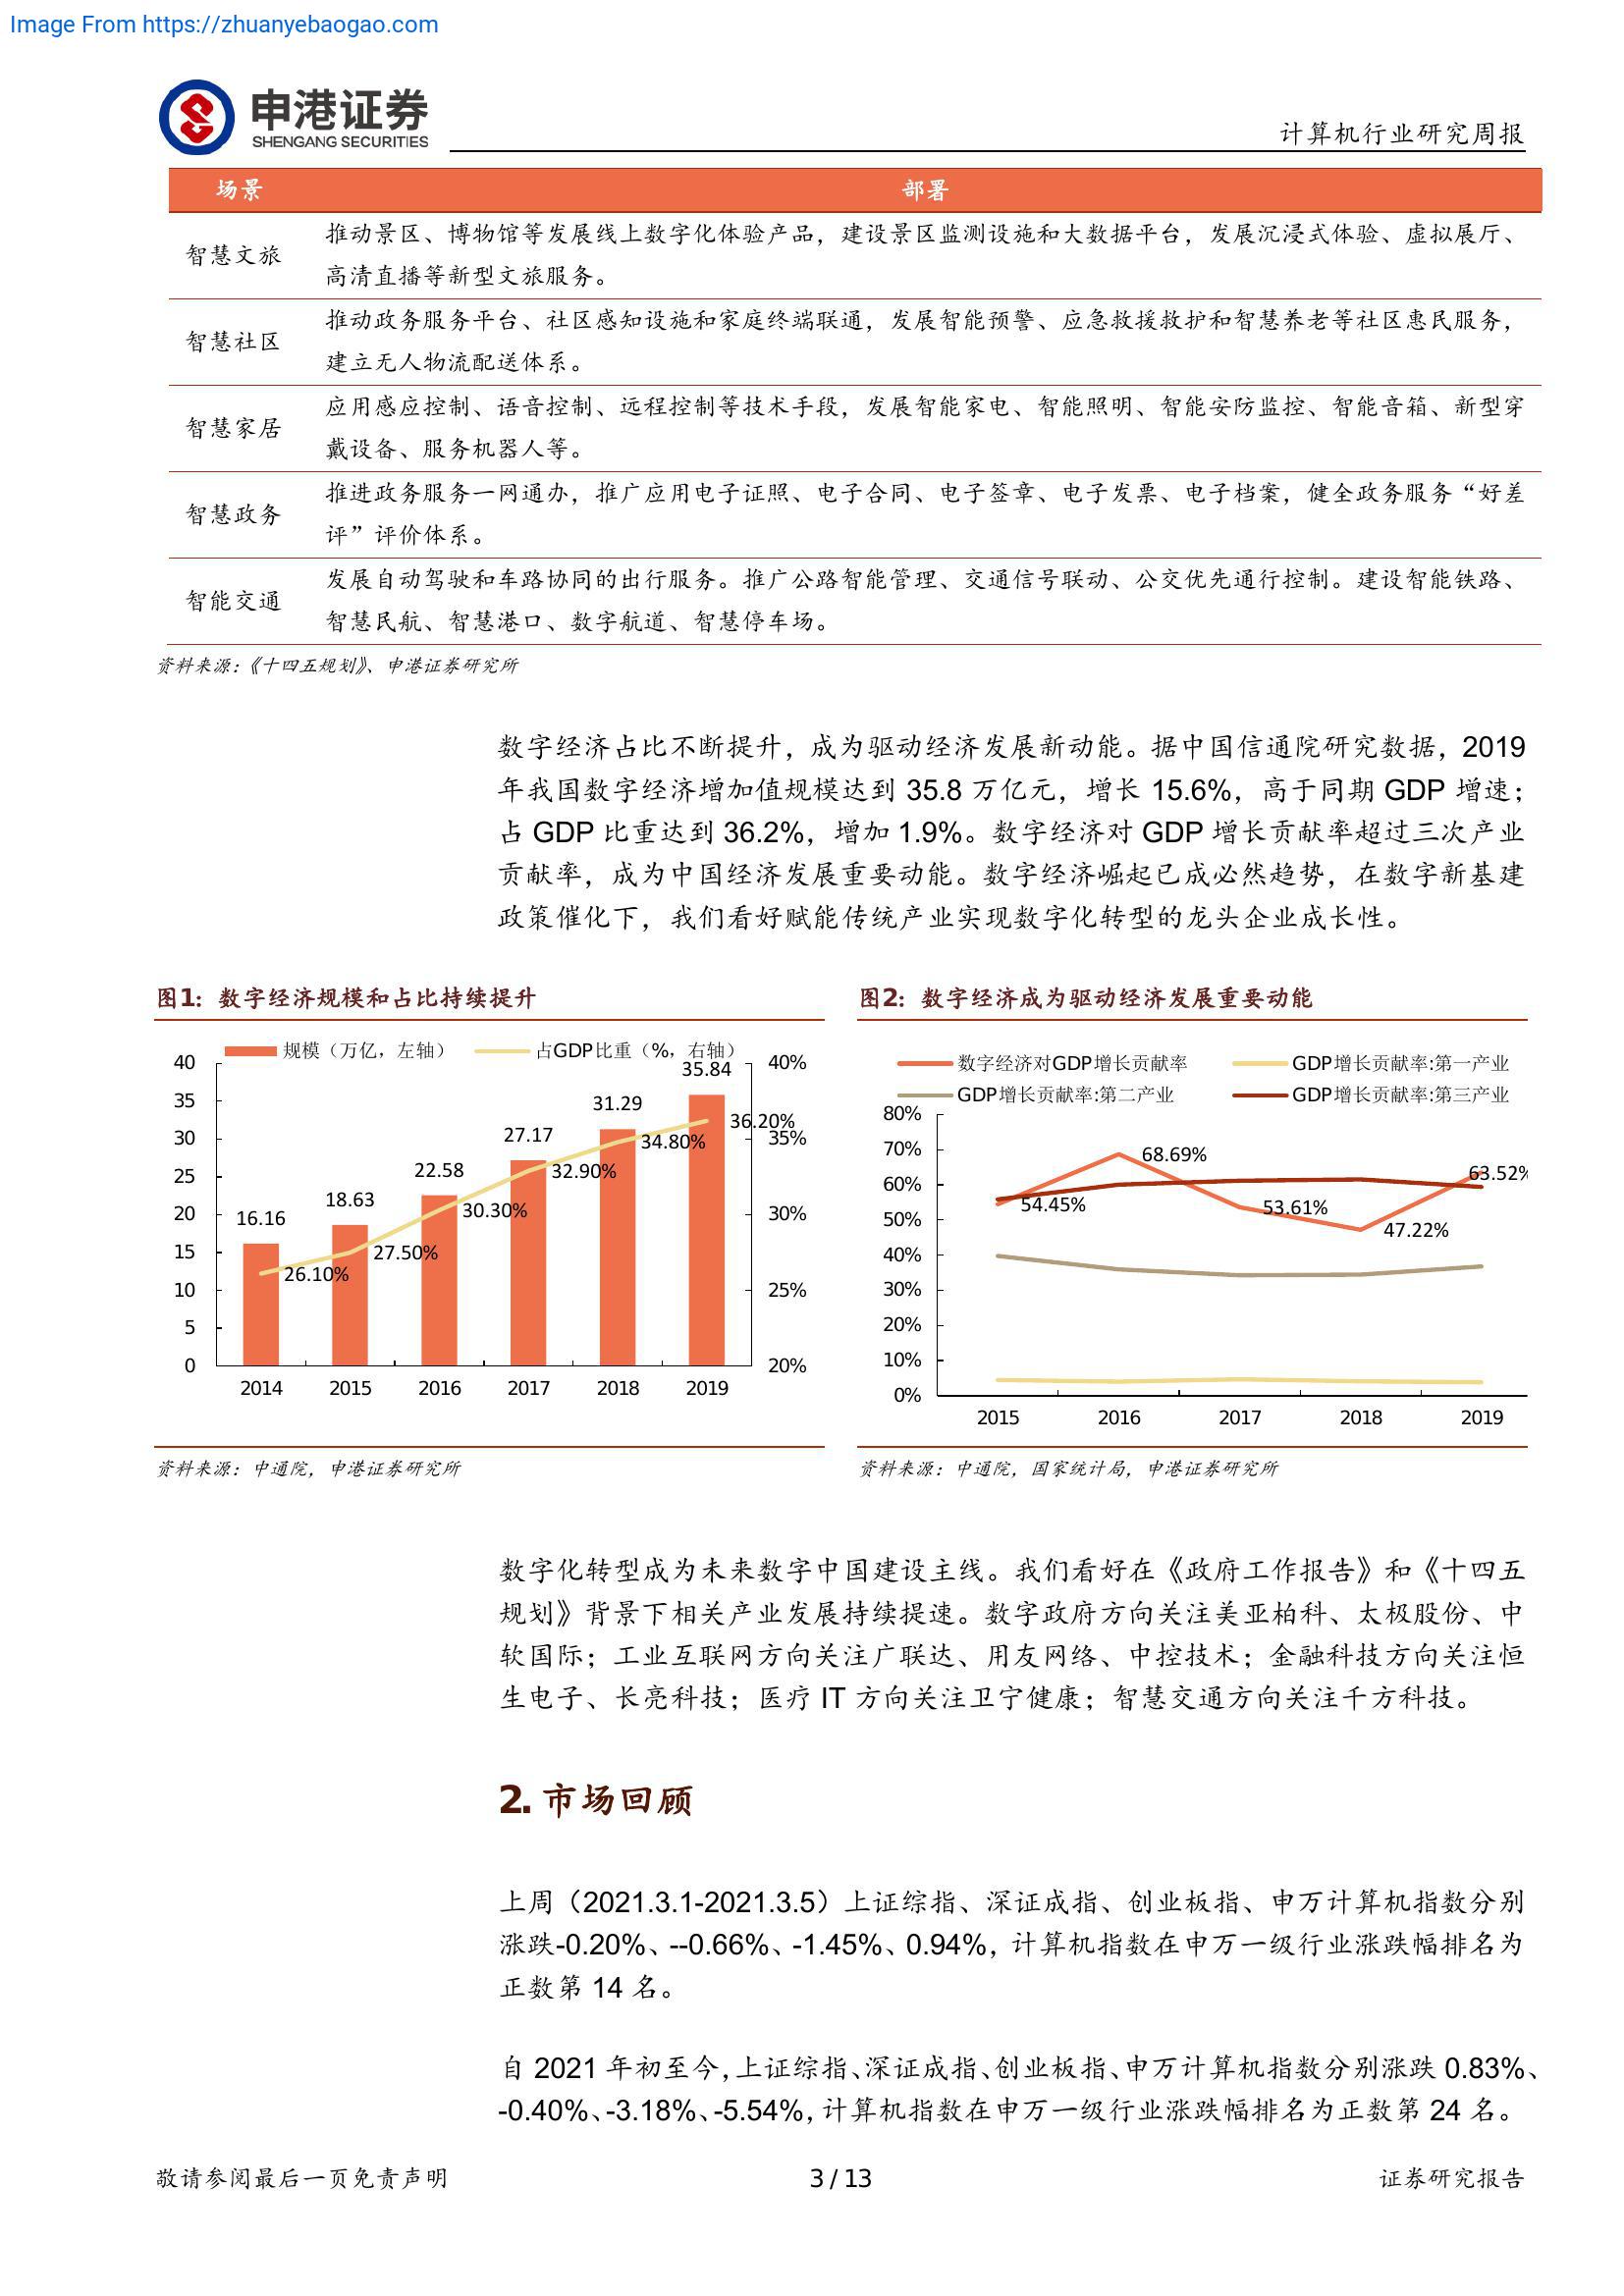 Image From https://zhuanyebaogao.com
申港证券
SHENGANG SECURITIES
计算机行业研究周报
场景 部署
智慧文旅
推动景区、博物馆等发展线上数字化体验产品，建设景区监测设施和大数据平台，发展沉浸式体验、虚拟展厅、
高清直播等新型文旅服务。
智慧社区
推动政务服务平台、社区感知设施和家庭终端联通，发展智能预警、应急救援救护和智慧养老等社区惠民服务，
建立无人物流配送体系。
智慧家居
应用感应控制、语音控制、远程控制等技术手段，发展智能家电、智能照明、智能安防监控、智能音箱、新型穿
戴设备、服务机器人等。
智慧政务
推进政务服务一网通办，推广应用电子证照、电子合同、电子签章、电子发票、电子档案，健全政务服务“好差
评”评价体系。
智能交通
发展自动驾驶和车路协同的出行服务。推广公路智能管理、交通信号联动、公交优先通行控制。建设智能铁路、
智慧民航、智慧港口、数字航道、智慧停车场。
资料来源：《十四五规划》、申港证券研究所
数字经济占比不断提升，成为驱动经济发展新动能。据中国信通院研究数据，2019
年我国数字经济增加值规模达到 35.8 万亿元，增长 15.6%，高于同期 GDP 增速；
占 GDP 比重达到 36.2%，增加 1.9%。数字经济对 GDP 增长贡献率超过三次产业
贡献率，成为中国经济发展重要动能。数字经济崛起已成必然趋势，在数字新基建
政策催化下，我们看好赋能传统产业实现数字化转型的龙头企业成长性。
图1：数字经济规模和占比持续提升
规模（万亿，左轴） 占GDP比重（%，右轴）
40
35
30
25
20
15
10
5
0
16.16
18.63
22.58
27.17
31.29
35.84
26.10%
27.50%
30.30%
32.90%
34.80%
36.20%
40%
35%
30%
25%
20%
2014 2015 2016 2017 2018 2019
资料来源：中通院，申港证券研究所
图2：数字经济成为驱动经济发展重要动能
数字经济对GDP增长贡献率 GDP增长贡献率:第一产业
GDP增长贡献率:第二产业 GDP增长贡献率:第三产业
80%
70%
60%
50%
40%
30%
20%
10%
0%
54.45%
68.69%
53.61%
47.22%
63.52%
2015 2016 2017 2018 2019
资料来源：中通院，国家统计局，申港证券研究所
数字化转型成为未来数字中国建设主线。我们看好在《政府工作报告》和《十四五
规划》背景下相关产业发展持续提速。数字政府方向关注美亚柏科、太极股份、中
软国际；工业互联网方向关注广联达、用友网络、中控技术；金融科技方向关注恒
生电子、长亮科技；医疗 IT 方向关注卫宁健康；智慧交通方向关注千方科技。
2. 市场回顾
上周（2021.3.1-2021.3.5）上证综指、深证成指、创业板指、申万计算机指数分别
涨跌-0.20%、--0.66%、-1.45%、0.94%，计算机指数在申万一级行业涨跌幅排名为
正数第 14 名。
自 2021 年初至今，上证综指、深证成指、创业板指、申万计算机指数分别涨跌 0.83%、
-0.40%、-3.18%、-5.54%，计算机指数在申万一级行业涨跌幅排名为正数第 24 名。
敬请参阅最后一页免责声明 3 / 13 证券研究报告